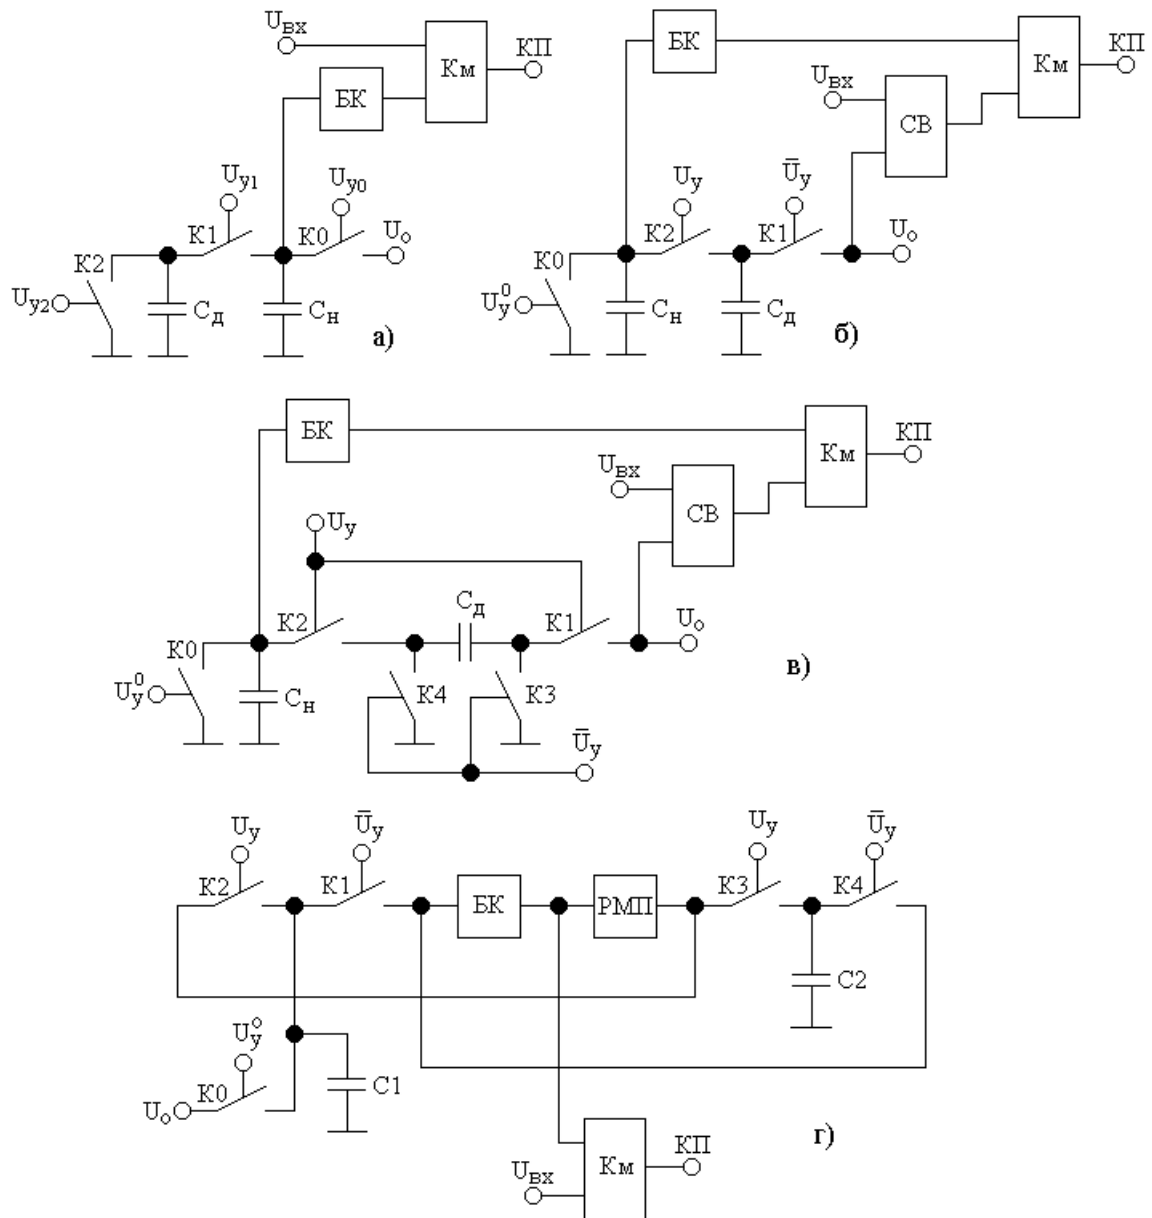 Uвх
КП
Км
БК
Uу1
Uу0
Uо
К2
К1
К0
Uу2
Сд
Сн
а)
БК
КП
Км
Uвх
СВ
Uу
Ūу
Uо
К2
К1
К0
Uу⁰
Сн
Сд
б)
БК
КП
Км
Uвх
СВ
Uу
Сд
К2
К1
Uо
К0
Uу⁰
Сн
К4
К3
Ūу
в)
Uу
Ūу
Uу
Ūу
К2
К1
БК
РМП
К3
К4
С2
Uу⁰
К0
Uо
С1
КП
Км
Uвх
г)